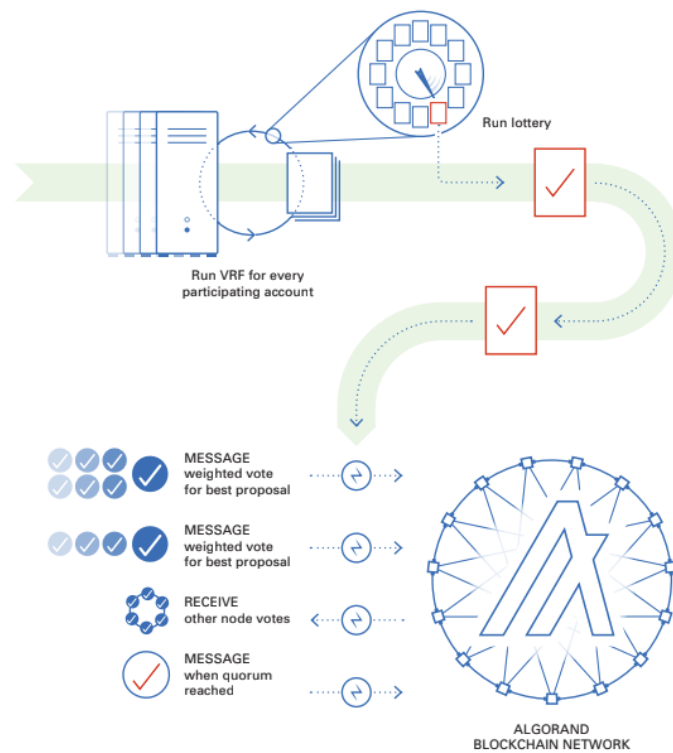 Run lottery
Run VRF for every
participating account
MESSAGE
weighted vote
for best proposal
MESSAGE
weighted vote
for best proposal
RECEIVE
other node votes
MESSAGE
when quorum
reached
ALGORAND
BLOCKCHAIN NETWORK